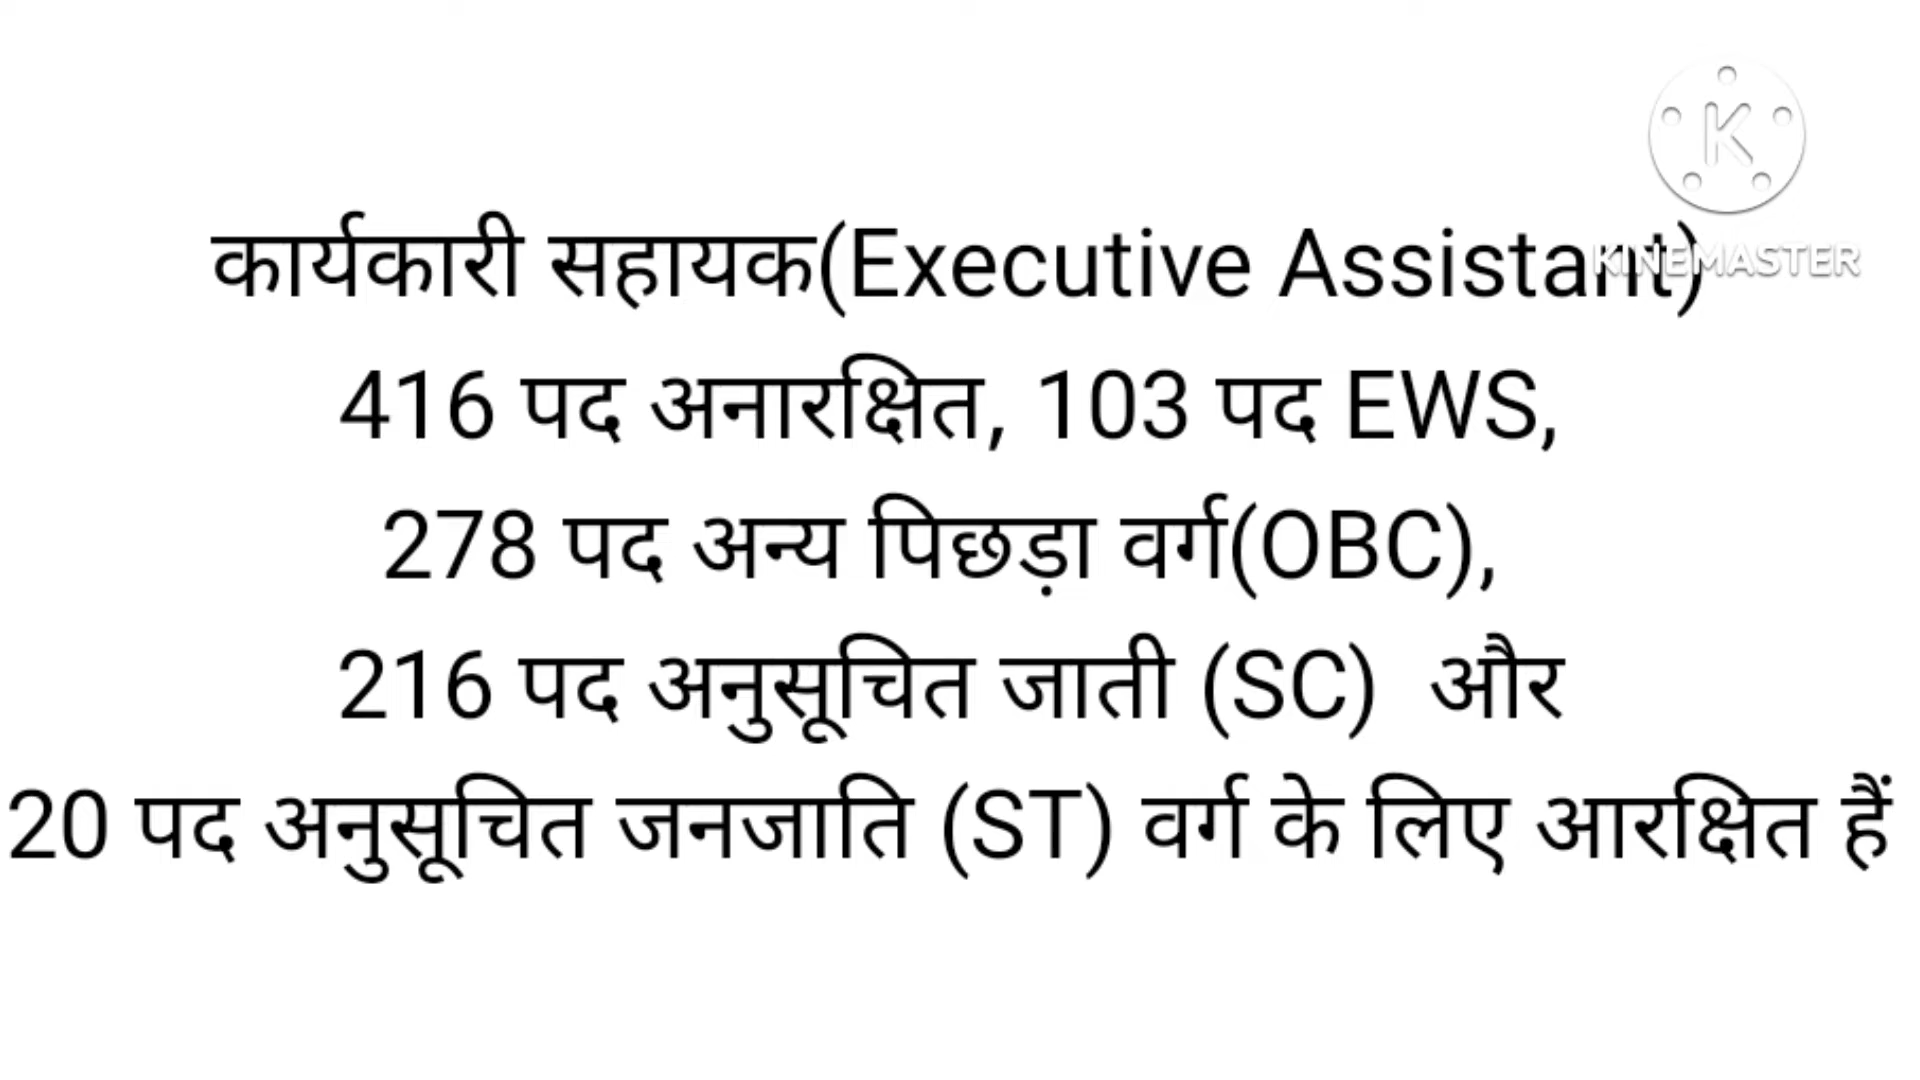 K
KINEMASTER
कार्यकारी सहायक(Executive Assistant)
416 पद अनारक्षित, 103 पद EWS,
278 पद अन्य पिछड़ा वर्ग(OBC),
216 पद अनुसूचित जाती (SC) और
20 पद अनुसूचित जनजाति (ST) वर्ग के लिए आरक्षित हैं